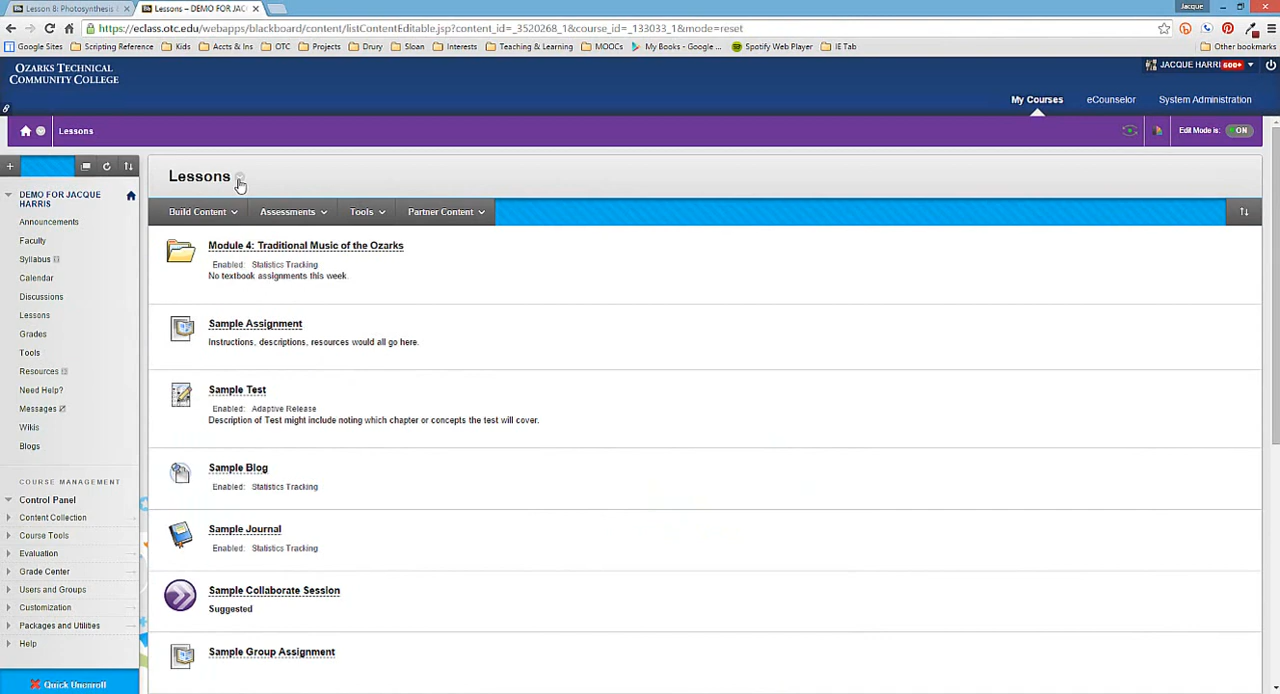 Lesson 8: Photosynthesis
Lessons – DEMO FOR JAC
Jacque
https://eclass.otc.edu/webapps/blackboard/content/listContentEditable.jsp?content_id=_3520268_1&course_id=_133033_1&mode=reset
Google Sites Scripting Reference Kids Accts & Ins OTC Projects Drury Sloan Interests Teaching & Learning MOOCs My Books - Google ... Spotify Web Player IE Tab Other bookmarks
OZARKS TECHNICAL
COMMUNITY COLLEGE
JACQUE HARRI 600+
My Courses eCounselor System Administration
Lessons
Edit Mode is: ON
DEMO FOR JACQUE
HARRIS
Announcements
Faculty
Syllabus
Calendar
Discussions
Lessons
Grades
Tools
Resources
Need Help?
Messages
Wikis
Blogs
COURSE MANAGEMENT
Control Panel
Content Collection
Course Tools
Evaluation
Grade Center
Users and Groups
Customization
Packages and Utilities
Help
Quick Unenroll
Lessons
Build Content Assessments Tools Partner Content
Module 4: Traditional Music of the Ozarks
Enabled: Statistics Tracking
No textbook assignments this week.
Sample Assignment
Instructions, descriptions, resources would all go here.
Sample Test
Enabled: Adaptive Release
Description of Test might include noting which chapter or concepts the test will cover.
Sample Blog
Enabled: Statistics Tracking
Sample Journal
Enabled: Statistics Tracking
Sample Collaborate Session
Suggested
Sample Group Assignment